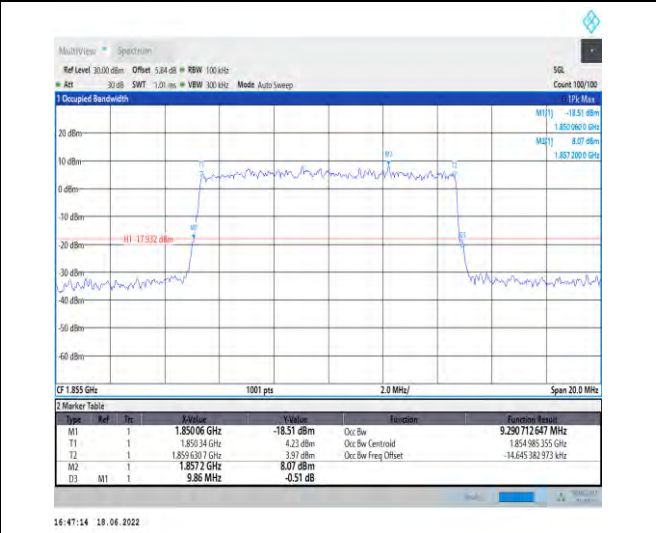 MultiView Spectrum
Ref Level 30.00 dBm Offset 5.84 dB RBW 100 kHz SGL
Att 30 dB SWT 1.01 ms VBW 300 kHz Mode Auto Sweep Count 100/100
1 Occupied Bandwidth 1Pk Max
M1[1] -18.51 dBm
1.850 060 0 GHz
M2[1] 8.07 dBm
1.857 200 0 GHz
20 dBm
10 dBm
0 dBm
-10 dBm
-20 dBm
H1 -17.932 dBm
-30 dBm
-40 dBm
-50 dBm
-60 dBm
T1
T2
CF 1.855 GHz 1001 pts 2.0 MHz/ Span 20.0 MHz
2 Marker Table
Type Ref Trc X-Value Y-Value Function Function Result
M1 1 1.85006 GHz -18.51 dBm Occ Bw 9.290 712 647 MHz
T1 1 1.85034 GHz 4.23 dBm Occ Bw Centroid 1.854 985 355 GHz
T2 1 1.859 630 7 GHz 3.97 dBm Occ Bw Freq Offset -14.645 382 973 kHz
M2 1 1.8572 GHz 8.07 dBm
D3 M1 1 9.86 MHz -0.51 dB
16:47:14 18.06.2022